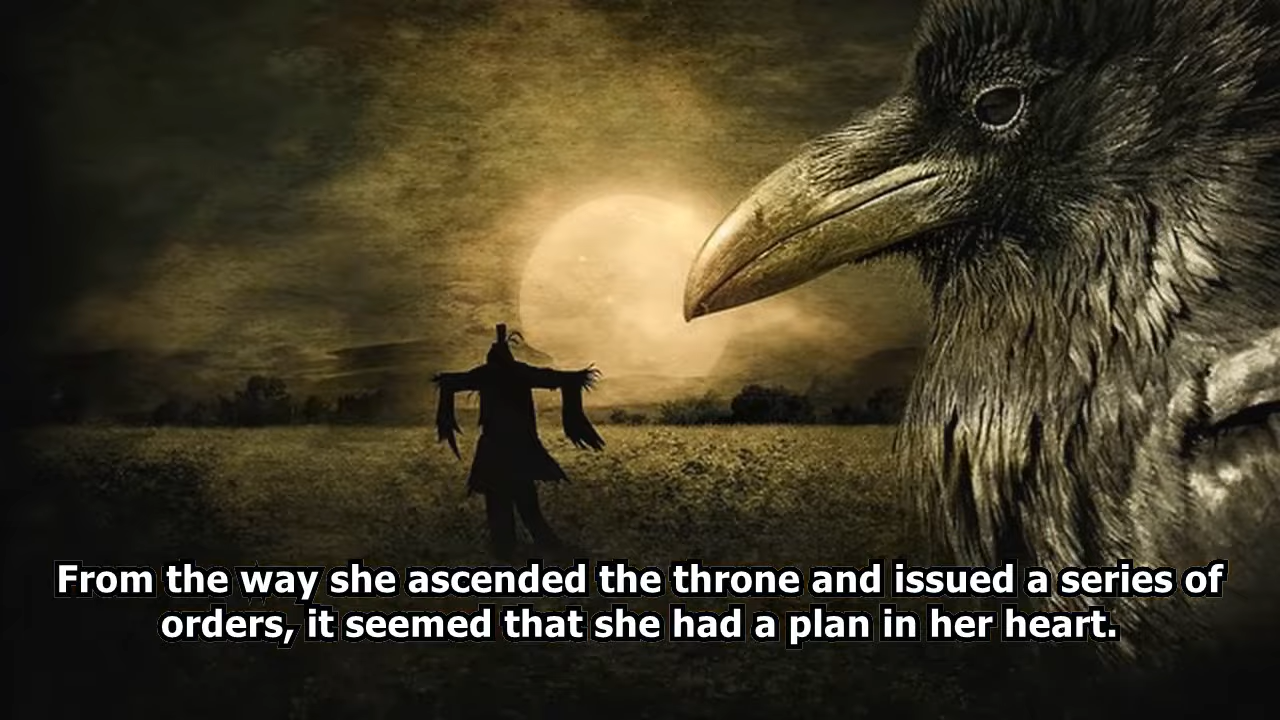 From the way she ascended the throne and issued a series of
orders, it seemed that she had a plan in her heart.